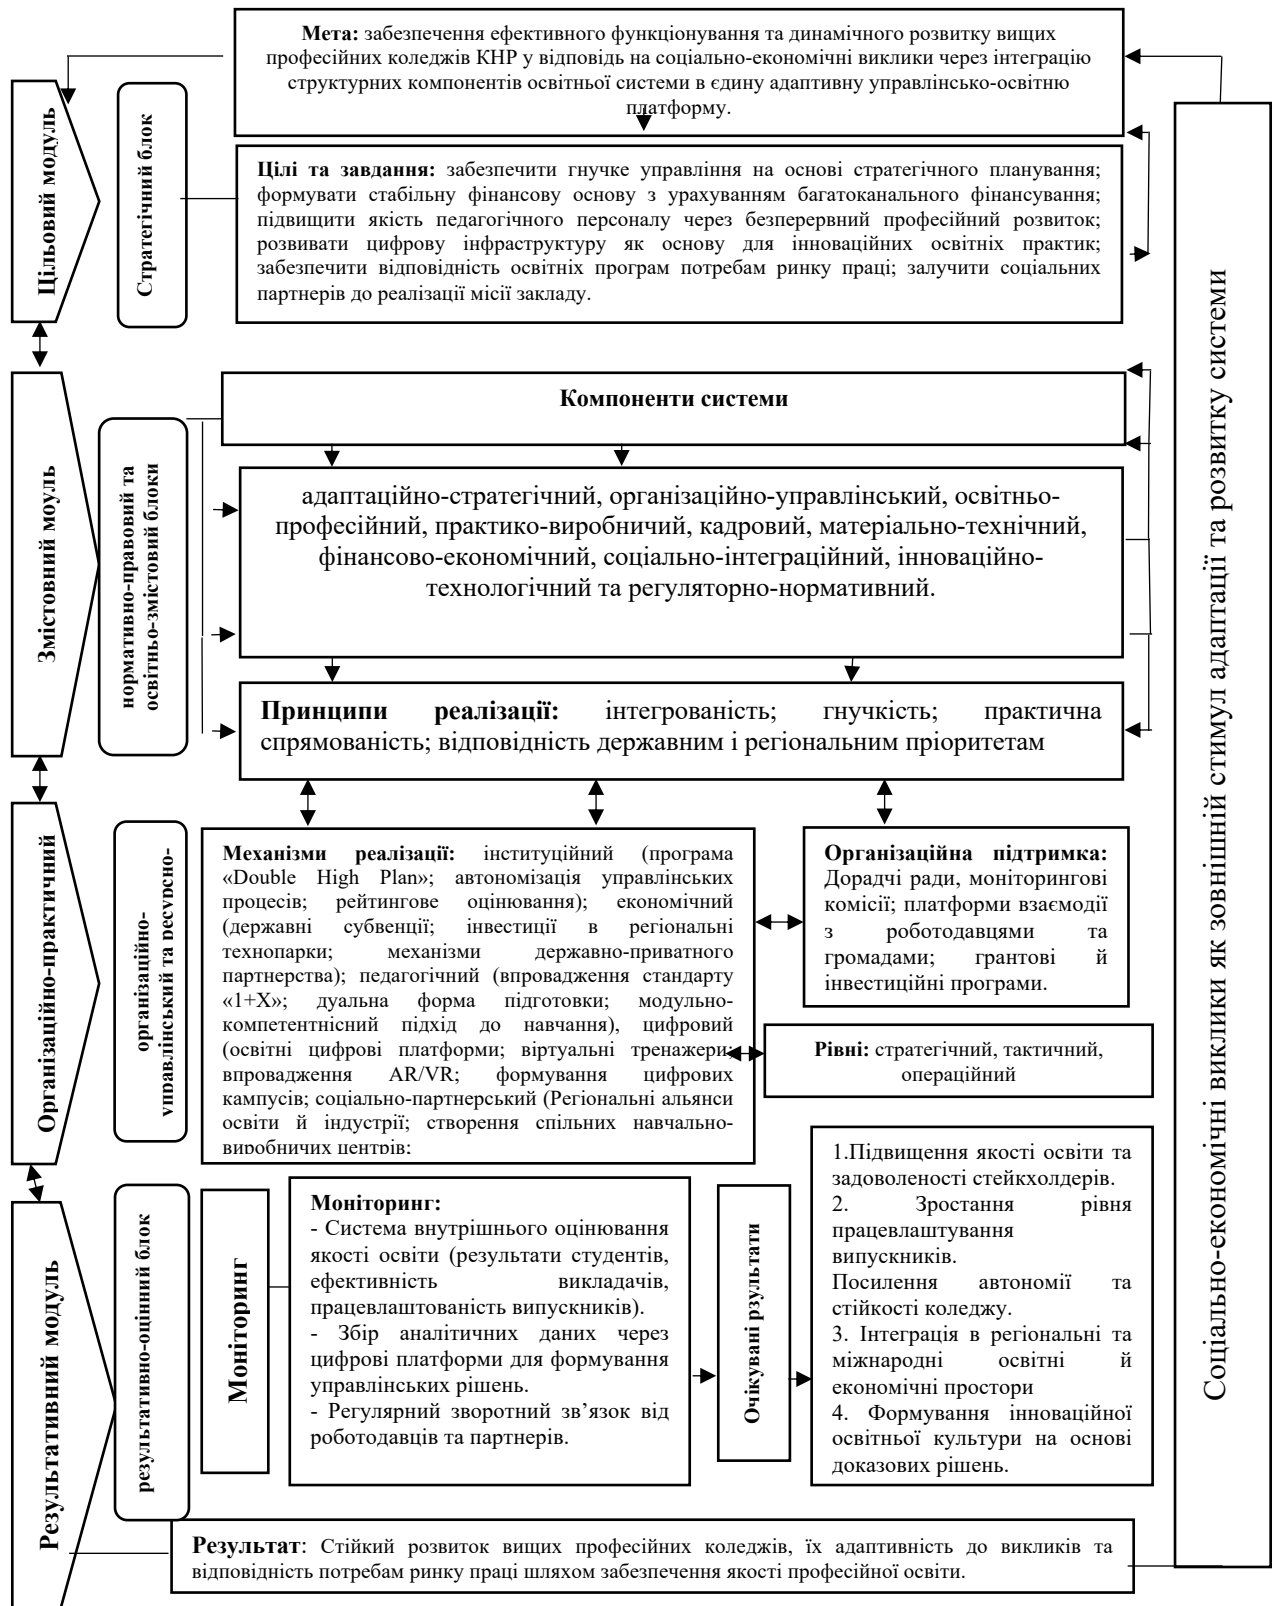 Мета: забезпечення ефективного функціонування та динамічного розвитку вищих
професійних коледжів КНР у відповідь на соціально-економічні виклики через інтеграцію
структурних компонентів освітньої системи в єдину адаптивну управлінсько-освітню
платформу.
Цільовий модуль
Стратегічний блок
Цілі та завдання: забезпечити гнучке управління на основі стратегічного планування;
формувати стабільну фінансову основу з урахуванням багатоканального фінансування;
підвищити якість педагогічного персоналу через безперервний професійний розвиток;
розвивати цифрову інфраструктуру як основу для інноваційних освітніх практик;
забезпечити відповідність освітніх програм потребам ринку праці; залучити соціальних
партнерів до реалізації місії закладу.
Змістовний моуль
нормативно-правовий та
освітньо-змістовий блоки
Компоненти системи
адаптаційно-стратегічний, організаційно-управлінський, освітньо-
професійний, практико-виробничий, кадровий, матеріально-технічний,
фінансово-економічний, соціально-інтеграційний, інноваційно-
технологічний та регуляторно-нормативний.
Принципи реалізації: інтегрованість; гнучкість; практична
спрямованість; відповідність державним і регіональним пріоритетам
Організаційно-практичний
організаційно-
управлінський та ресурсно-
Механізми реалізації: інституційний (програма
«Double High Plan»; автономізація управлінських
процесів; рейтингове оцінювання); економічний
(державні субвенції; інвестиції в регіональні
технопарки; механізми державно-приватного
партнерства); педагогічний (впровадження стандарту
«1+X»; дуальна форма підготовки; модульно-
компетентнісний підхід до навчання), цифровий
(освітні цифрові платформи; віртуальні тренажери;
впровадження AR/VR; формування цифрових
кампусів; соціально-партнерський (Регіональні альянси
освіти й індустрії; створення спільних навчально-
виробничих центрів;
Організаційна підтримка:
Дорадчі ради, моніторингові
комісії; платформи взаємодії
з роботодавцями та
громадами; грантові й
інвестиційні програми.
Рівні: стратегічний, тактичний,
операційний
Результативний модуль
результативно-оцінний блок
Моніторинг
Моніторинг:
- Система внутрішнього оцінювання
якості освіти (результати студентів,
ефективність викладачів,
працевлаштованість випускників).
- Збір аналітичних даних через
цифрові платформи для формування
управлінських рішень.
- Регулярний зворотний зв’язок від
роботодавців та партнерів.
Очікувані рзультати
1.Підвищення якості освіти та
задоволеності стейкхолдерів.
2. Зростання рівня
працевлаштування
випускників.
Посилення автономії та
стійкості коледжу.
3. Інтеграція в регіональні та
міжнародні освітні й
економічні простори
4. Формування інноваційної
освітньої культури на основі
доказових рішень.
Результат: Стійкий розвиток вищих професійних коледжів, їх адаптивність до викликів та
відповідність потребам ринку праці шляхом забезпечення якості професійної освіти.
Соціально-економічні виклики як зовнішній стимул адаптації та розвитку системи